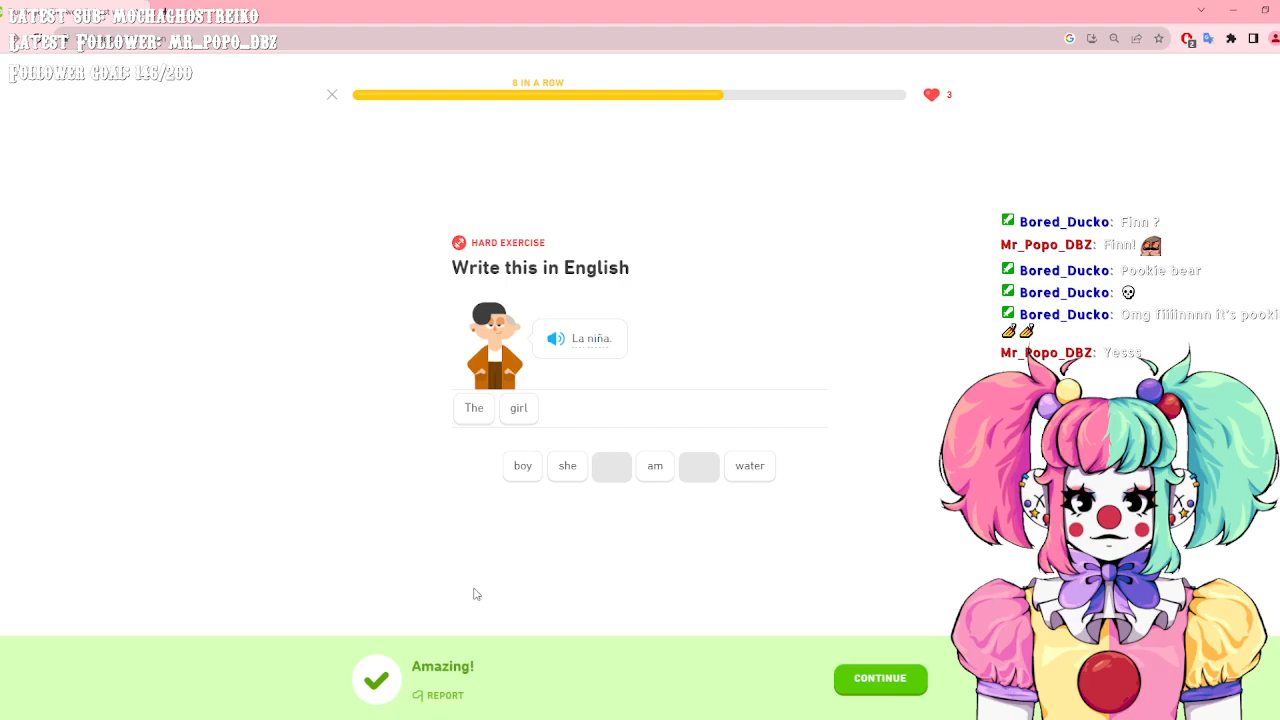 LATEST SUB: MOCHAGHOSTREIKO
LATEST FOLLOWER: MR_POPO_DBZ
FOLLOWER GOAL: 146/200
8 IN A ROW
3
HARD EXERCISE
Write this in English
La niña.
The girl
boy she am water
Amazing!
REPORT
CONTINUE
Bored_Ducko: Finn ?
Mr_Popo_DBZ: Finn!
Bored_Ducko: Pookie bear
Bored_Ducko:
Bored_Ducko: Omg fiiiinnnn it's pooki
Mr_Popo_DBZ: Yesss